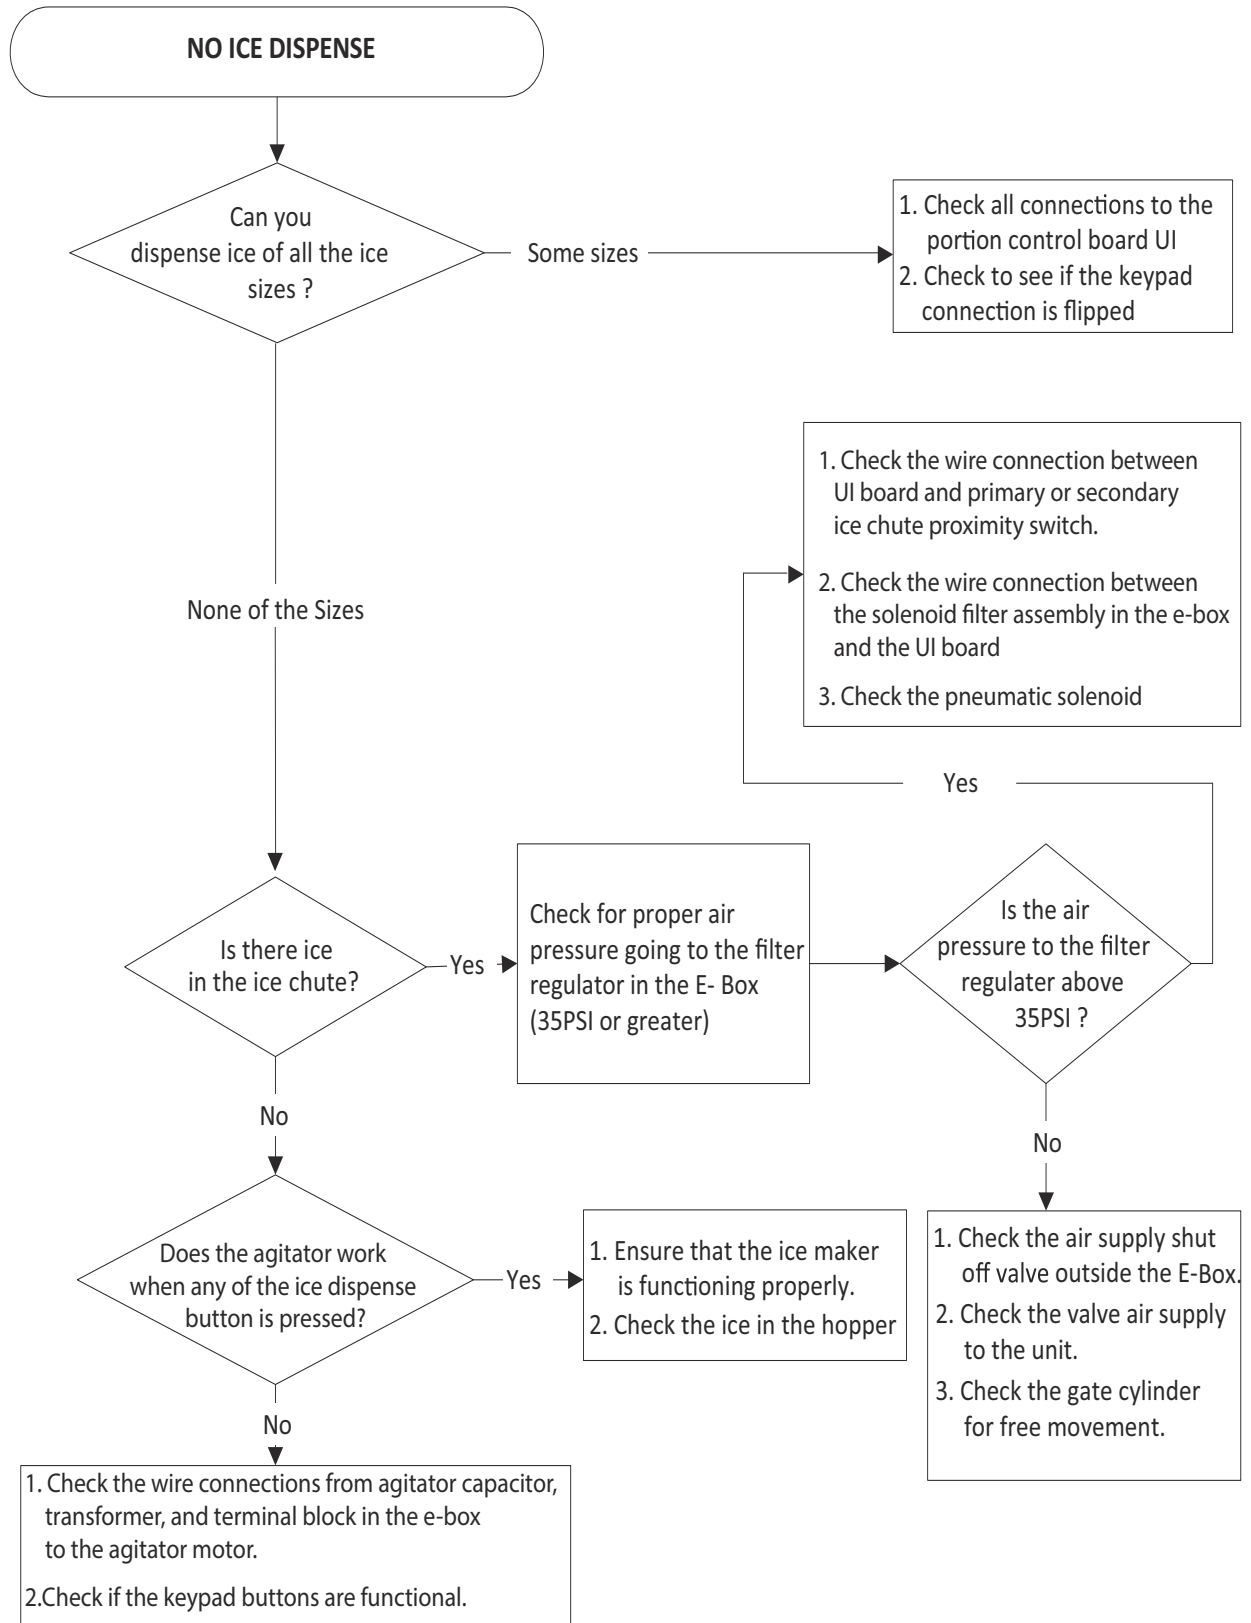 NO ICE DISPENSE
Can you
dispense ice of all the ice
sizes ?
Some sizes
1. Check all connections to the
portion control board UI
2. Check to see if the keypad
connection is flipped
None of the Sizes
1. Check the wire connection between
UI board and primary or secondary
ice chute proximity switch.
2. Check the wire connection between
the solenoid filter assembly in the e-box
and the UI board
3. Check the pneumatic solenoid
Yes
Is there ice
in the ice chute?
Yes
Check for proper air
pressure going to the filter
regulator in the E- Box
(35PSI or greater)
Is the air
pressure to the filter
regulater above
35PSI ?
No
No
Does the agitator work
when any of the ice dispense
button is pressed?
Yes
1. Ensure that the ice maker
is functioning properly.
2. Check the ice in the hopper
1. Check the air supply shut
off valve outside the E-Box.
2. Check the valve air supply
to the unit.
3. Check the gate cylinder
for free movement.
No
1. Check the wire connections from agitator capacitor,
transformer, and terminal block in the e-box
to the agitator motor.
2.Check if the keypad buttons are functional.